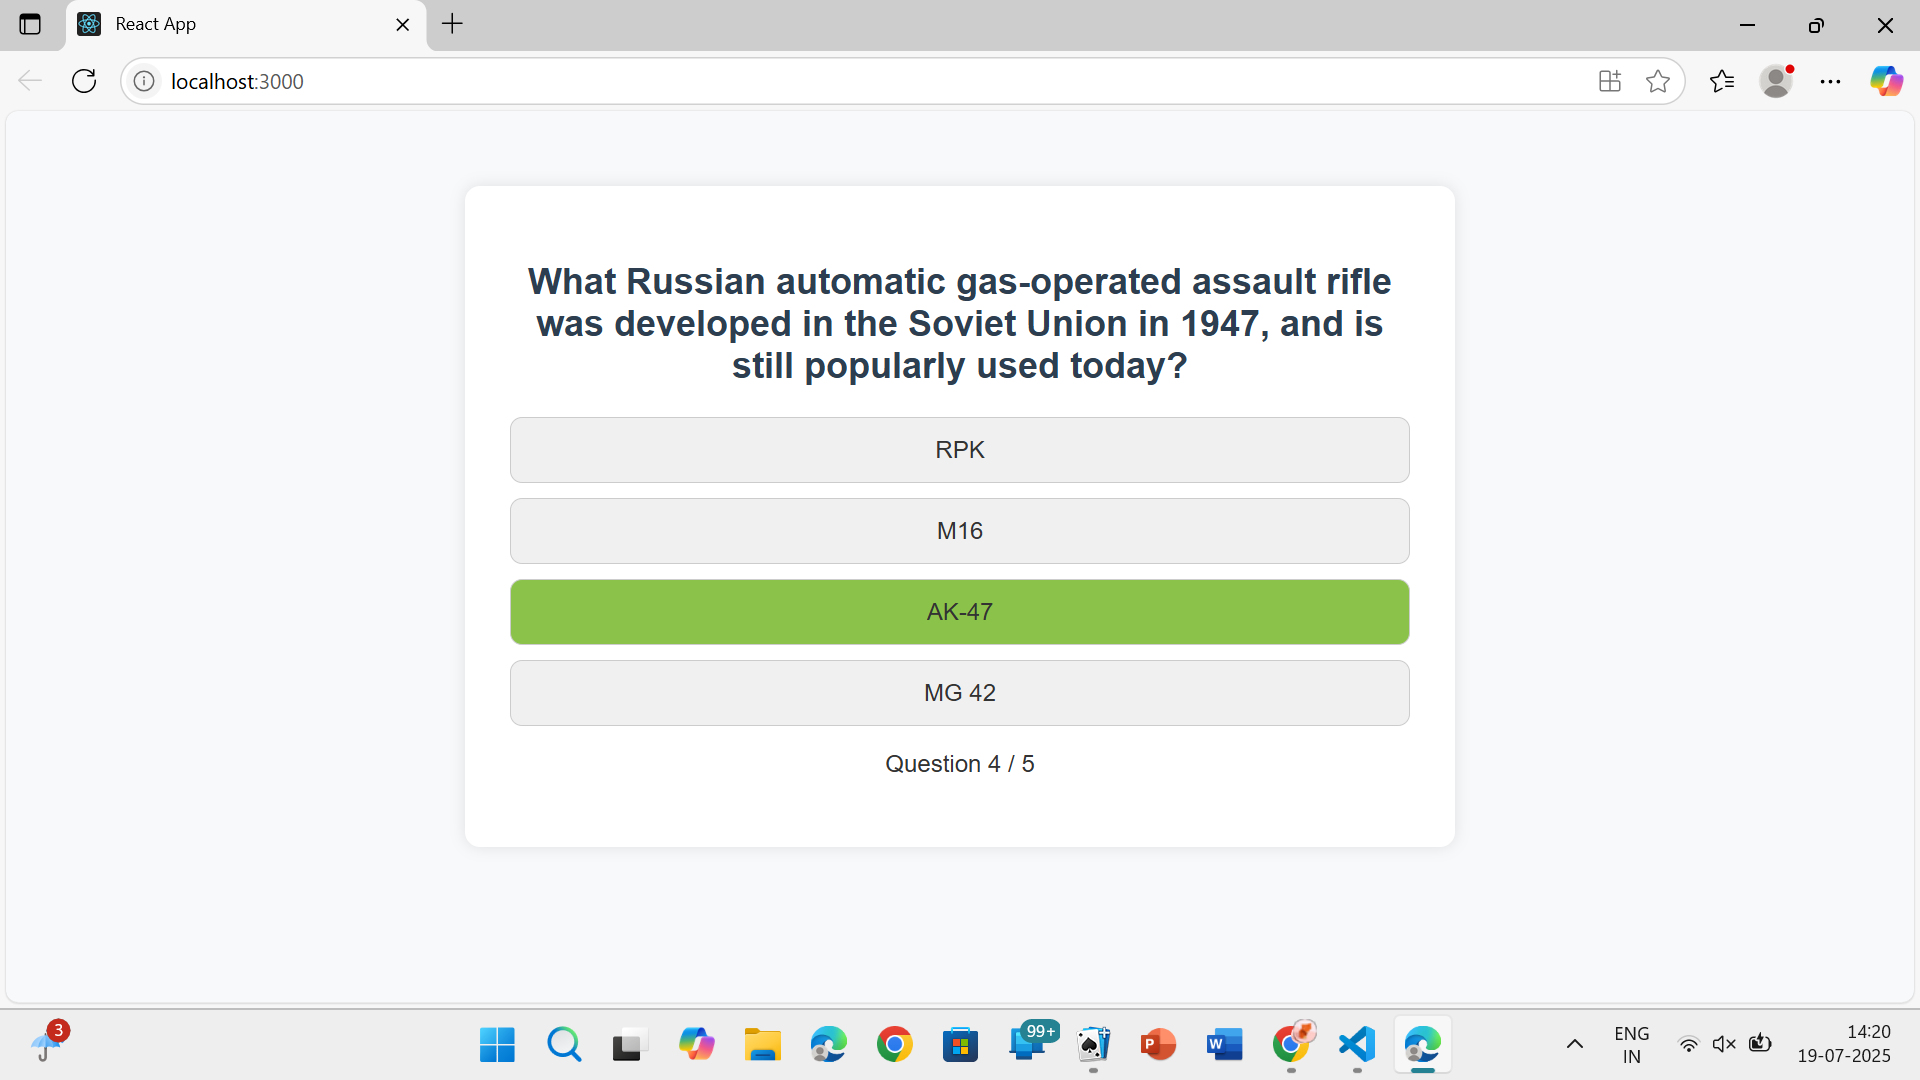 React App
localhost:3000
What Russian automatic gas-operated assault rifle
was developed in the Soviet Union in 1947, and is
still popularly used today?
RPK
M16
AK-47
MG 42
Question 4 / 5
3
99+
P
W
ENG
IN
14:20
19-07-2025